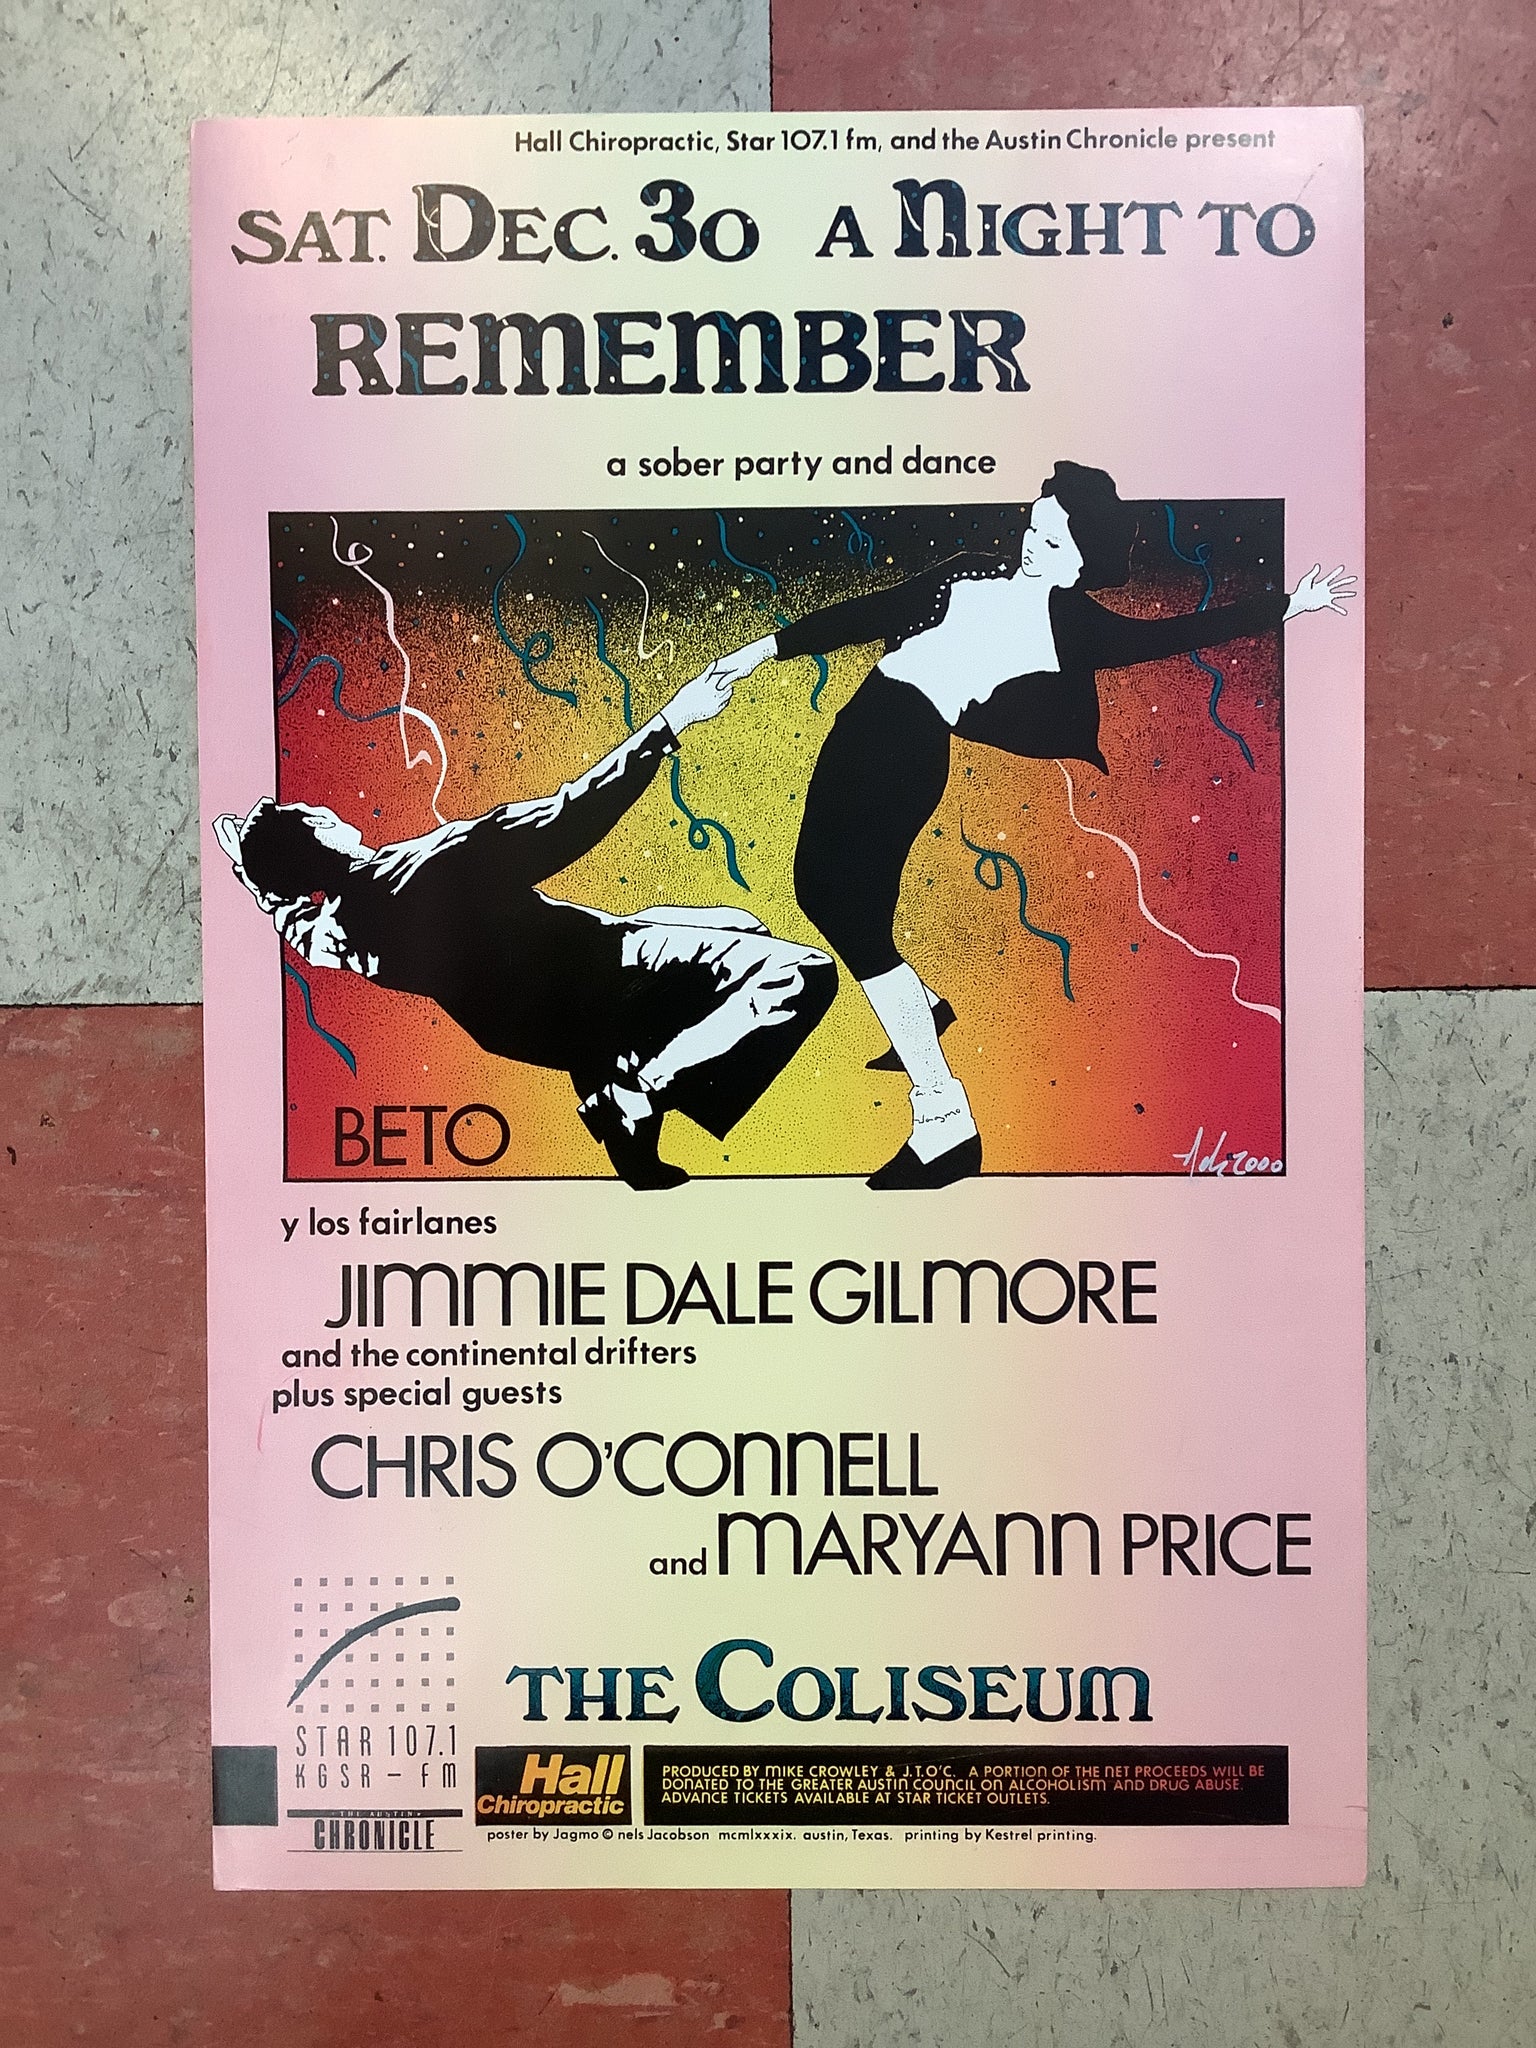 Hall Chiropractic, Star 107.1 fm, and the Austin Chronicle present
SAT. DEC. 30 A NIGHT TO
REMEMBER
a sober party and dance
BETO
Jagmo
2000
y los fairlanes
JIMMIE DALE GILMORE
and the continental drifters
plus special guests
CHRIS O'CONNELL
and MARYANN PRICE
THE COLISEUM
STAR 107.1
KGSR – FM
THE AUSTIN
CHRONICLE
Hall
Chiropractic
PRODUCED BY MIKE CROWLEY & J.T.O'C. A PORTION OF THE NET PROCEEDS WILL BE
DONATED TO THE GREATER AUSTIN COUNCIL ON ALCOHOLISM AND DRUG ABUSE.
ADVANCE TICKETS AVAILABLE AT STAR TICKET OUTLETS.
poster by Jagmo © nels Jacobson mcmlxxxix. austin, Texas. printing by Kestrel printing.